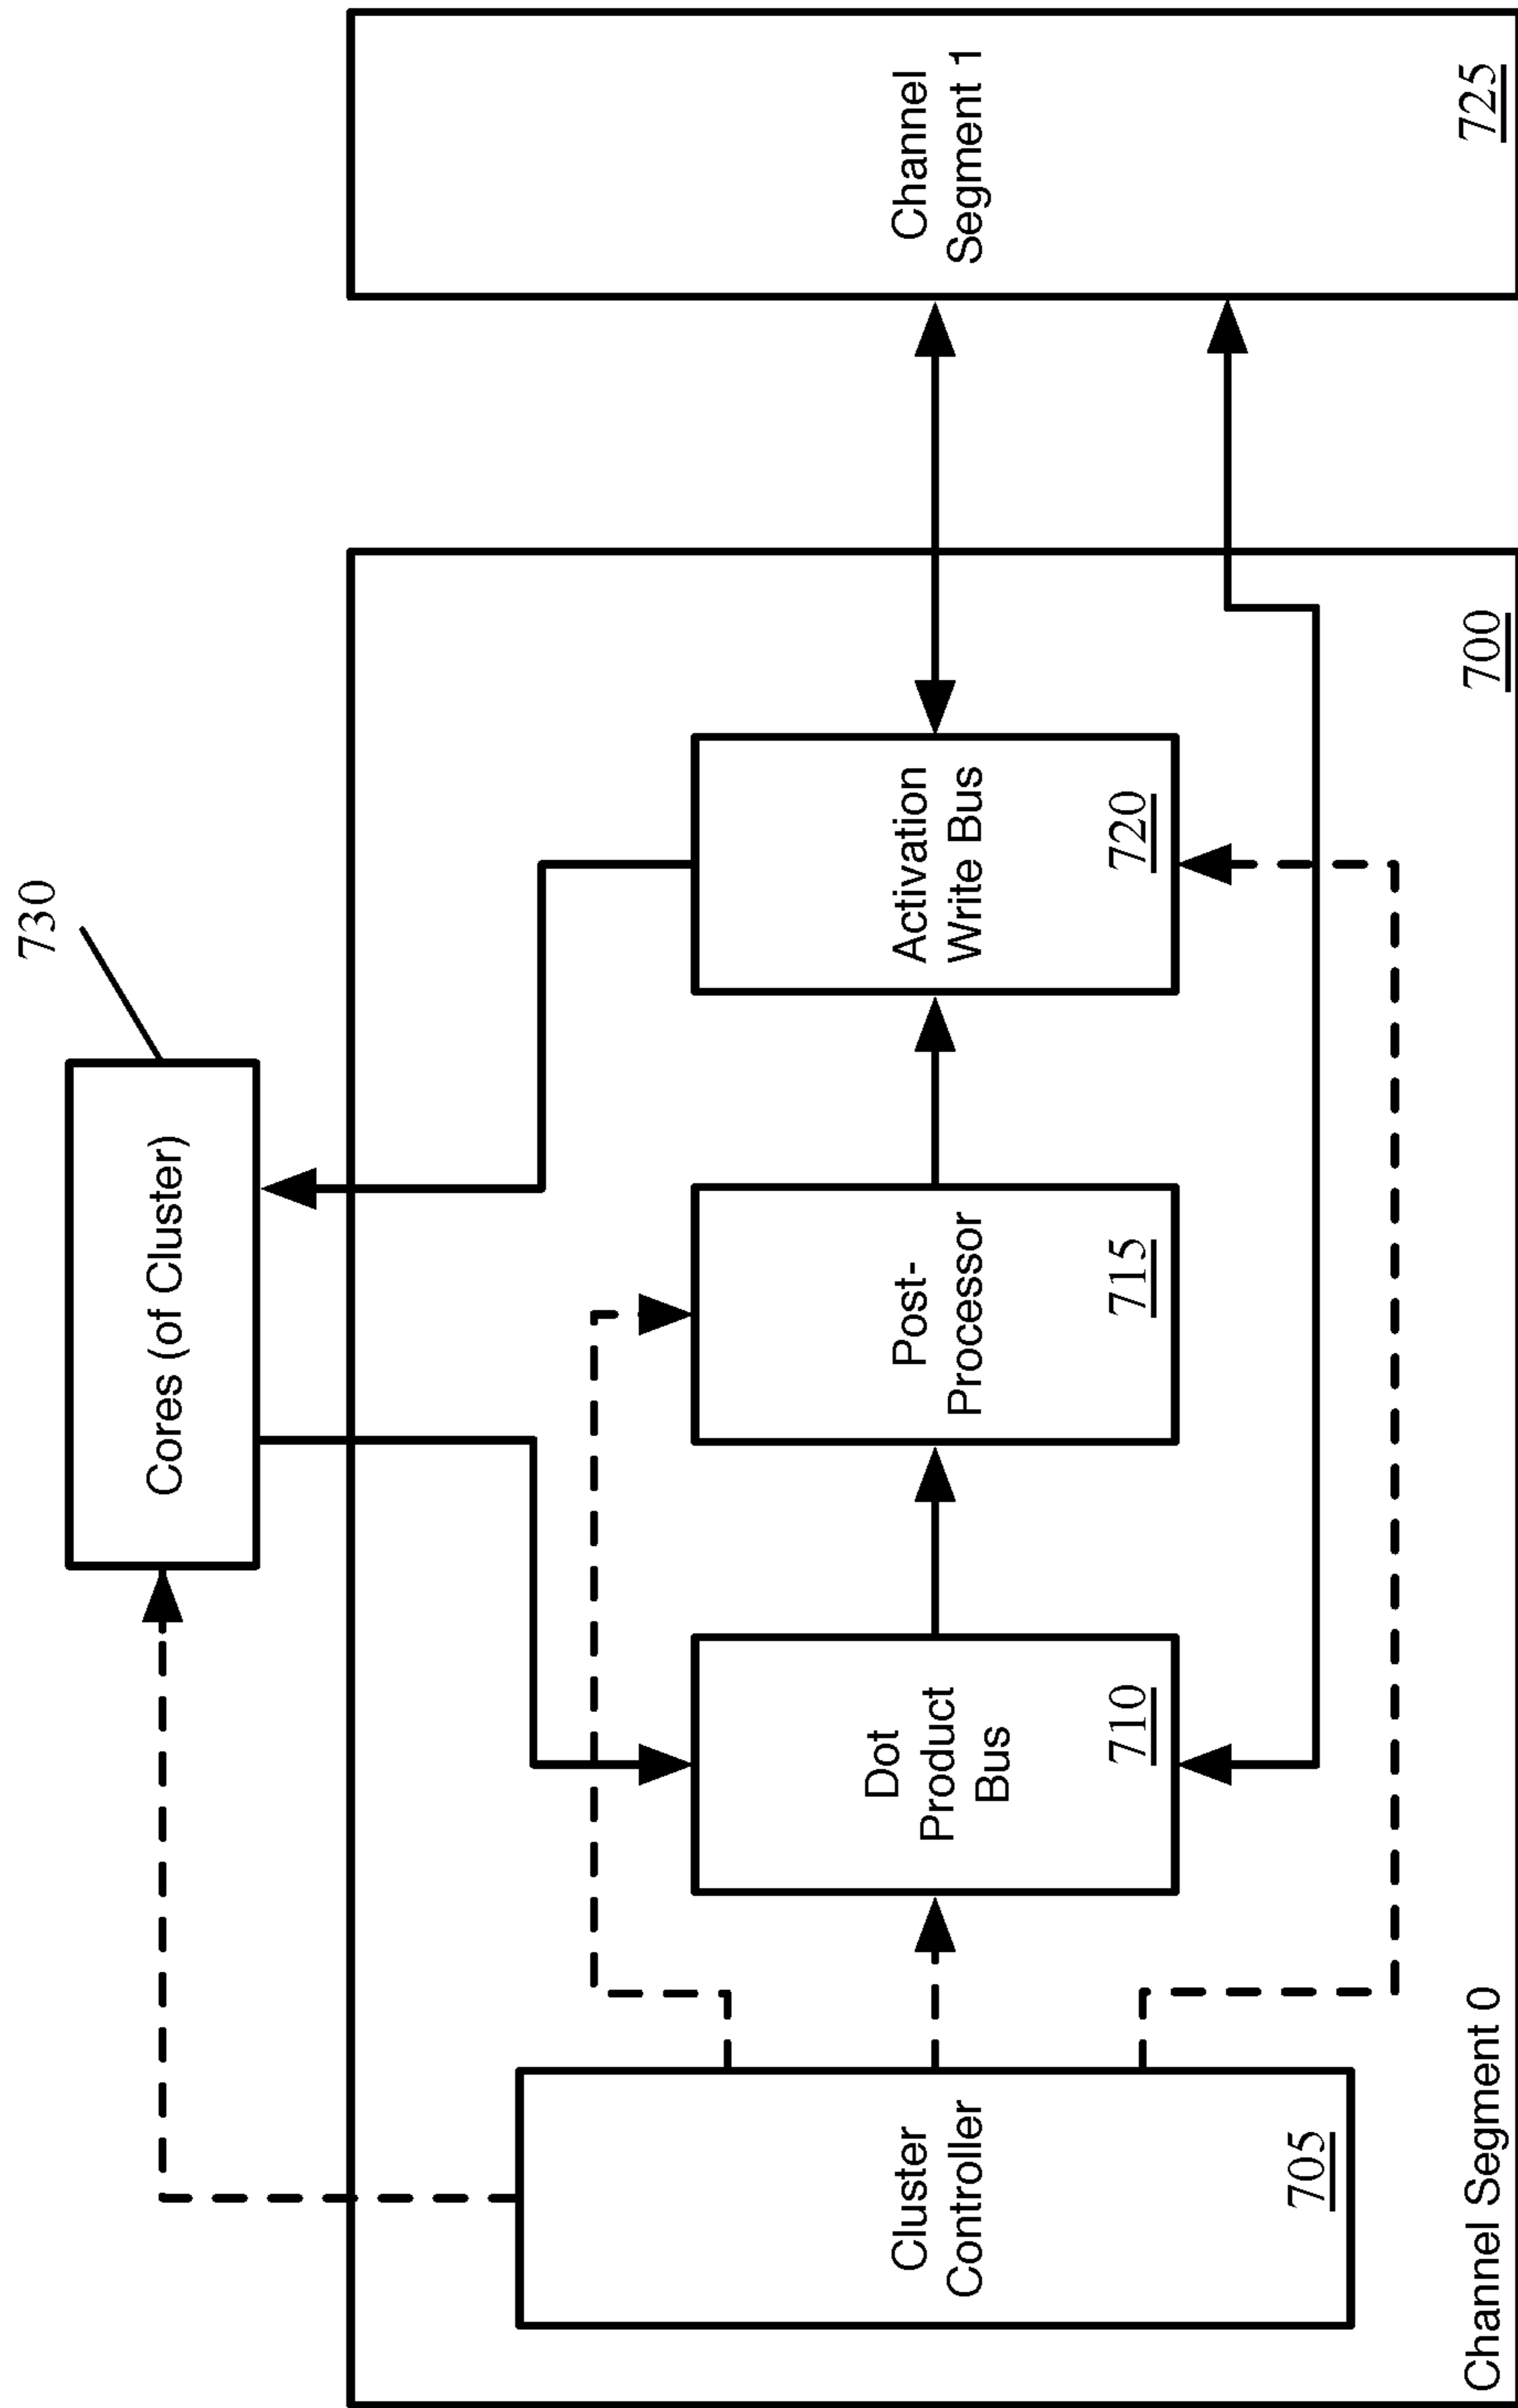 730
Cores (of Cluster)
Cluster
Controller
705
Dot
Product
Bus
710
Post-
Processor
715
Activation
Write Bus
720
Channel
Segment 1
725
Channel Segment 0
700